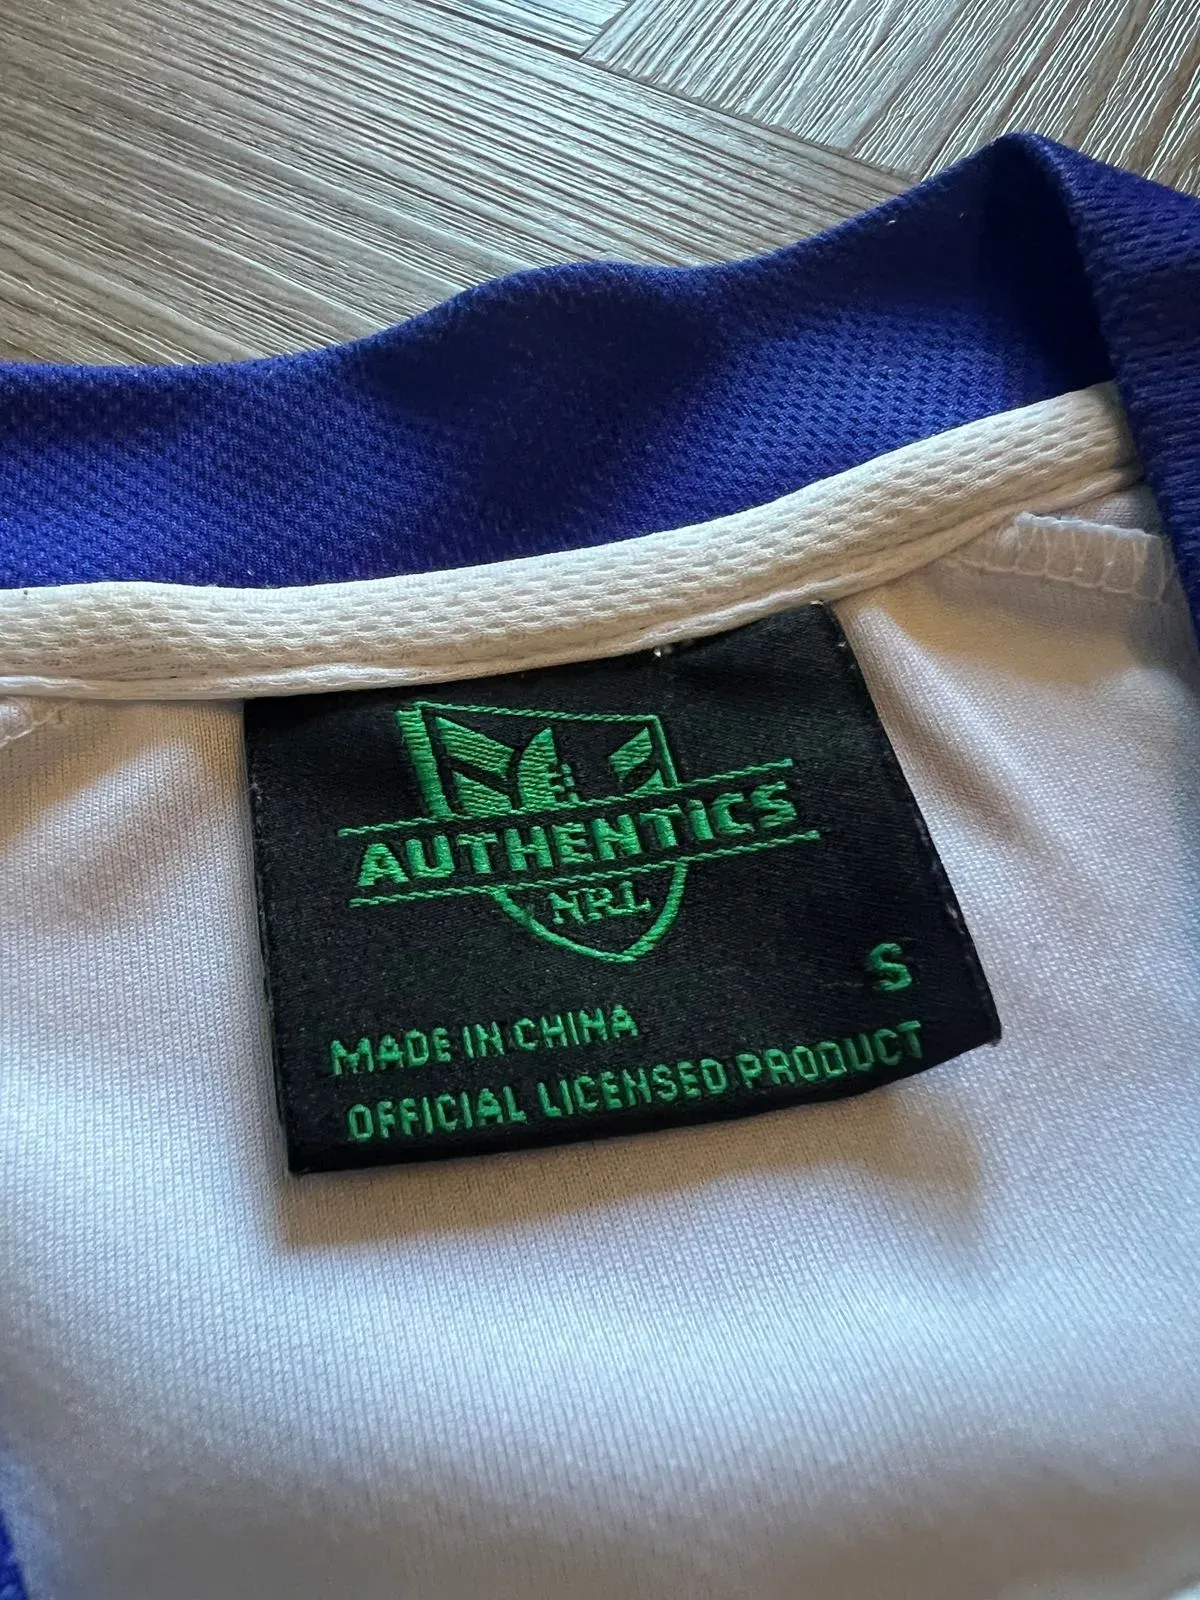 AUTHENTICS
NRL
S
MADE IN CHINA
OFFICIAL LICENSED PRODUCT